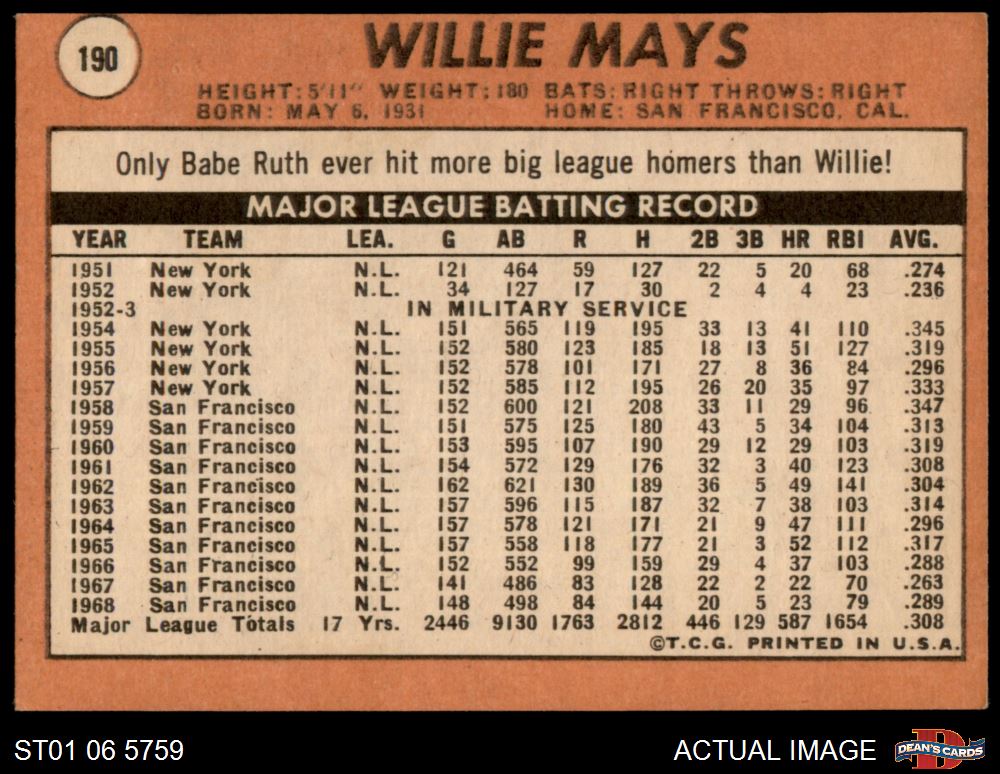 190
WILLIE MAYS
HEIGHT: 5'11" WEIGHT: 180 BATS: RIGHT THROWS: RIGHT
BORN: MAY 6, 1931 HOME: SAN FRANCISCO, CAL.
Only Babe Ruth ever hit more big league homers than Willie!
MAJOR LEAGUE BATTING RECORD
YEAR TEAM LEA. G AB R H 2B 3B HR RBI AVG.
1951 New York N.L. 121 464 59 127 22 5 20 68 .274
1952 New York N.L. 34 127 17 30 2 4 4 23 .236
1952-3 IN MILITARY SERVICE
1954 New York N.L. 151 565 119 195 33 13 41 110 .345
1955 New York N.L. 152 580 123 185 18 13 51 127 .319
1956 New York N.L. 152 578 101 171 27 8 36 84 .296
1957 New York N.L. 152 585 112 195 26 20 35 97 .333
1958 San Francisco N.L. 152 600 121 208 33 11 29 96 .347
1959 San Francisco N.L. 151 575 125 180 43 5 34 104 .313
1960 San Francisco N.L. 153 595 107 190 29 12 29 103 .319
1961 San Francisco N.L. 154 572 129 176 32 3 40 123 .308
1962 San Francisco N.L. 162 621 130 189 36 5 49 141 .304
1963 San Francisco N.L. 157 596 115 187 32 7 38 103 .314
1964 San Francisco N.L. 157 578 121 171 21 9 47 111 .296
1965 San Francisco N.L. 157 558 118 177 21 3 52 112 .317
1966 San Francisco N.L. 152 552 99 159 29 4 37 103 .288
1967 San Francisco N.L. 141 486 83 128 22 2 22 70 .263
1968 San Francisco N.L. 148 498 84 144 20 5 23 79 .289
Major League Totals 17 Yrs. 2446 9130 1763 2812 446 129 587 1654 .308
©T.C.G. PRINTED IN U.S.A.
ST01 06 5759
ACTUAL IMAGE
D
DEAN'S CARDS